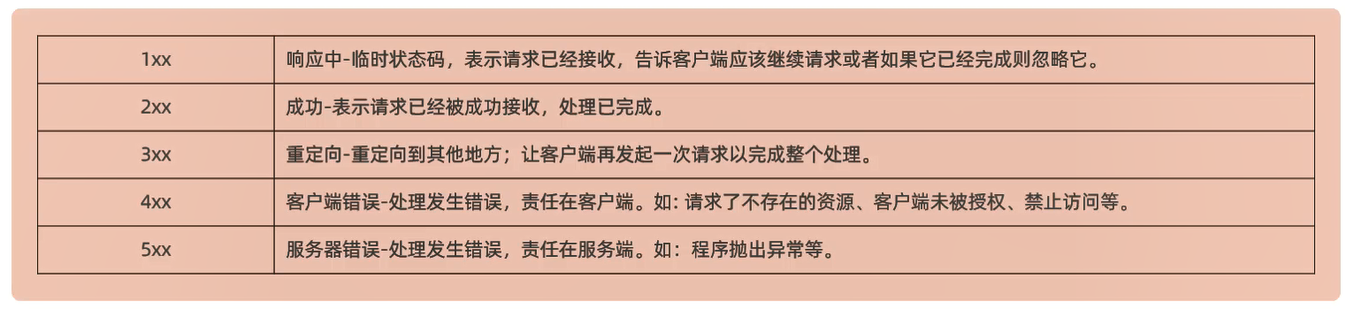 1xx 响应中-临时状态码，表示请求已经接收，告诉客户端应该继续请求或者如果它已经完成则忽略它。
2xx 成功-表示请求已经被成功接收，处理已完成。
3xx 重定向-重定向到其他地方；让客户端再发起一次请求以完成整个处理。
4xx 客户端错误-处理发生错误，责任在客户端。如: 请求了不存在的资源、客户端未被授权、禁止访问等。
5xx 服务器错误-处理发生错误，责任在服务端。如：程序抛出异常等。